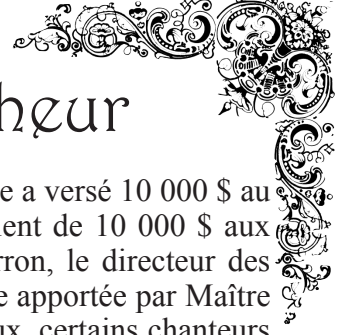 heur
e a versé 10 000 $ au
ent de 10 000 $ aux
rron, le directeur des
e apportée par Maître
ux, certains chanteurs